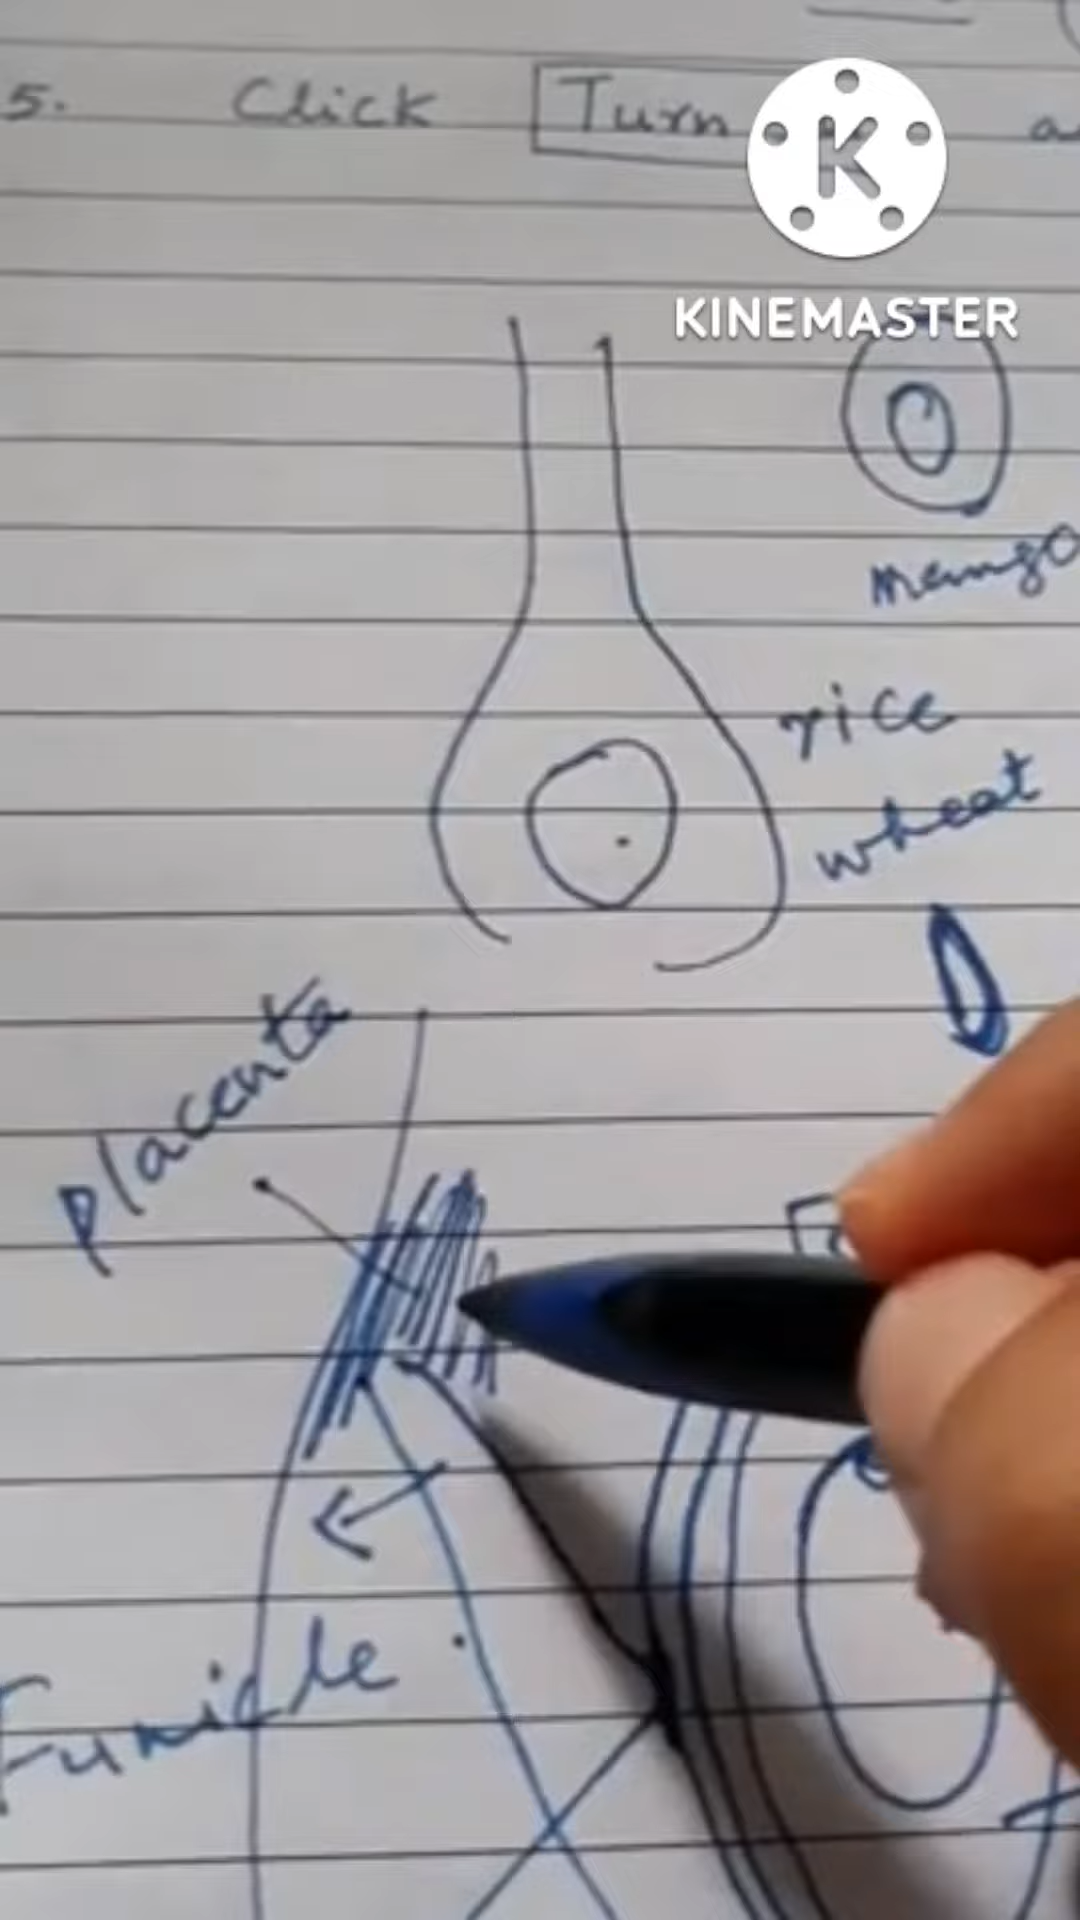 5. Click Turn
KINEMASTER
mango
rice
wheat
placenta
Funicle